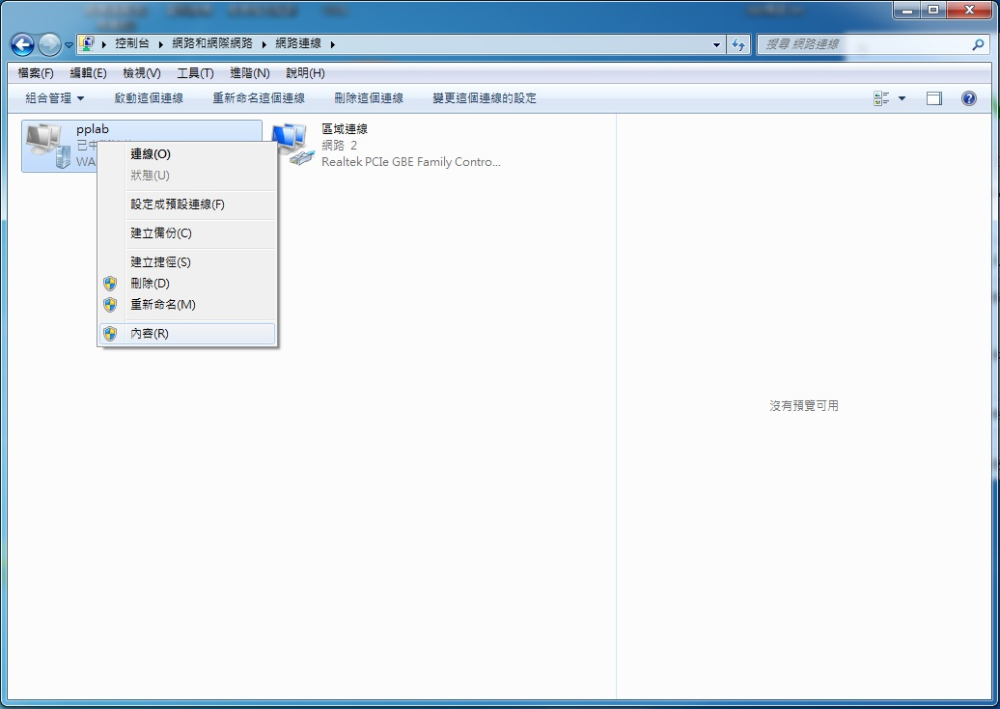 控制台 網路和網際網路 網路連線
搜尋 網路連線
檔案(F) 編輯(E) 檢視(V) 工具(T) 進階(N) 說明(H)
組合管理 啟動這個連線 重新命名這個連線 刪除這個連線 變更這個連線的設定
pplab
已中
WA
區域連線
網路 2
Realtek PCIe GBE Family Contro...
連線(O)
狀態(U)
設定成預設連線(F)
建立備份(C)
建立捷徑(S)
刪除(D)
重新命名(M)
內容(R)
沒有預覽可用